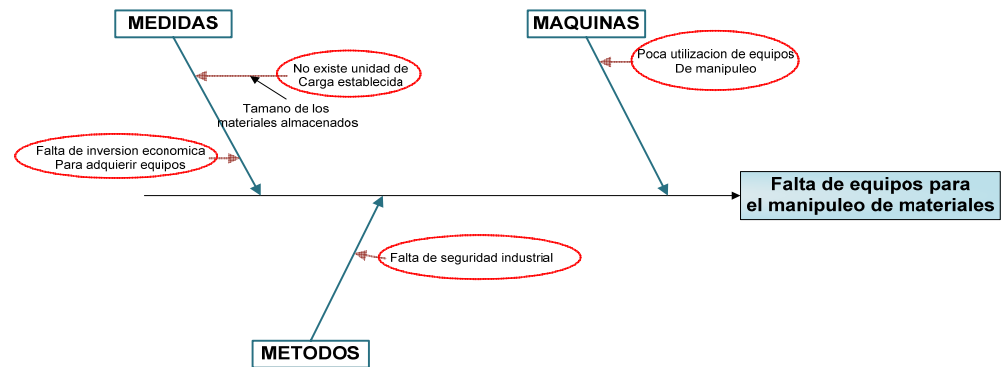 MEDIDAS
MAQUINAS
No existe unidad de
Carga establecida
Poca utilizacion de equipos
De manipuleo
Tamano de los
materiales almacenados
Falta de inversion economica
Para adquierir equipos
Falta de equipos para
el manipuleo de materiales
Falta de seguridad industrial
METODOS